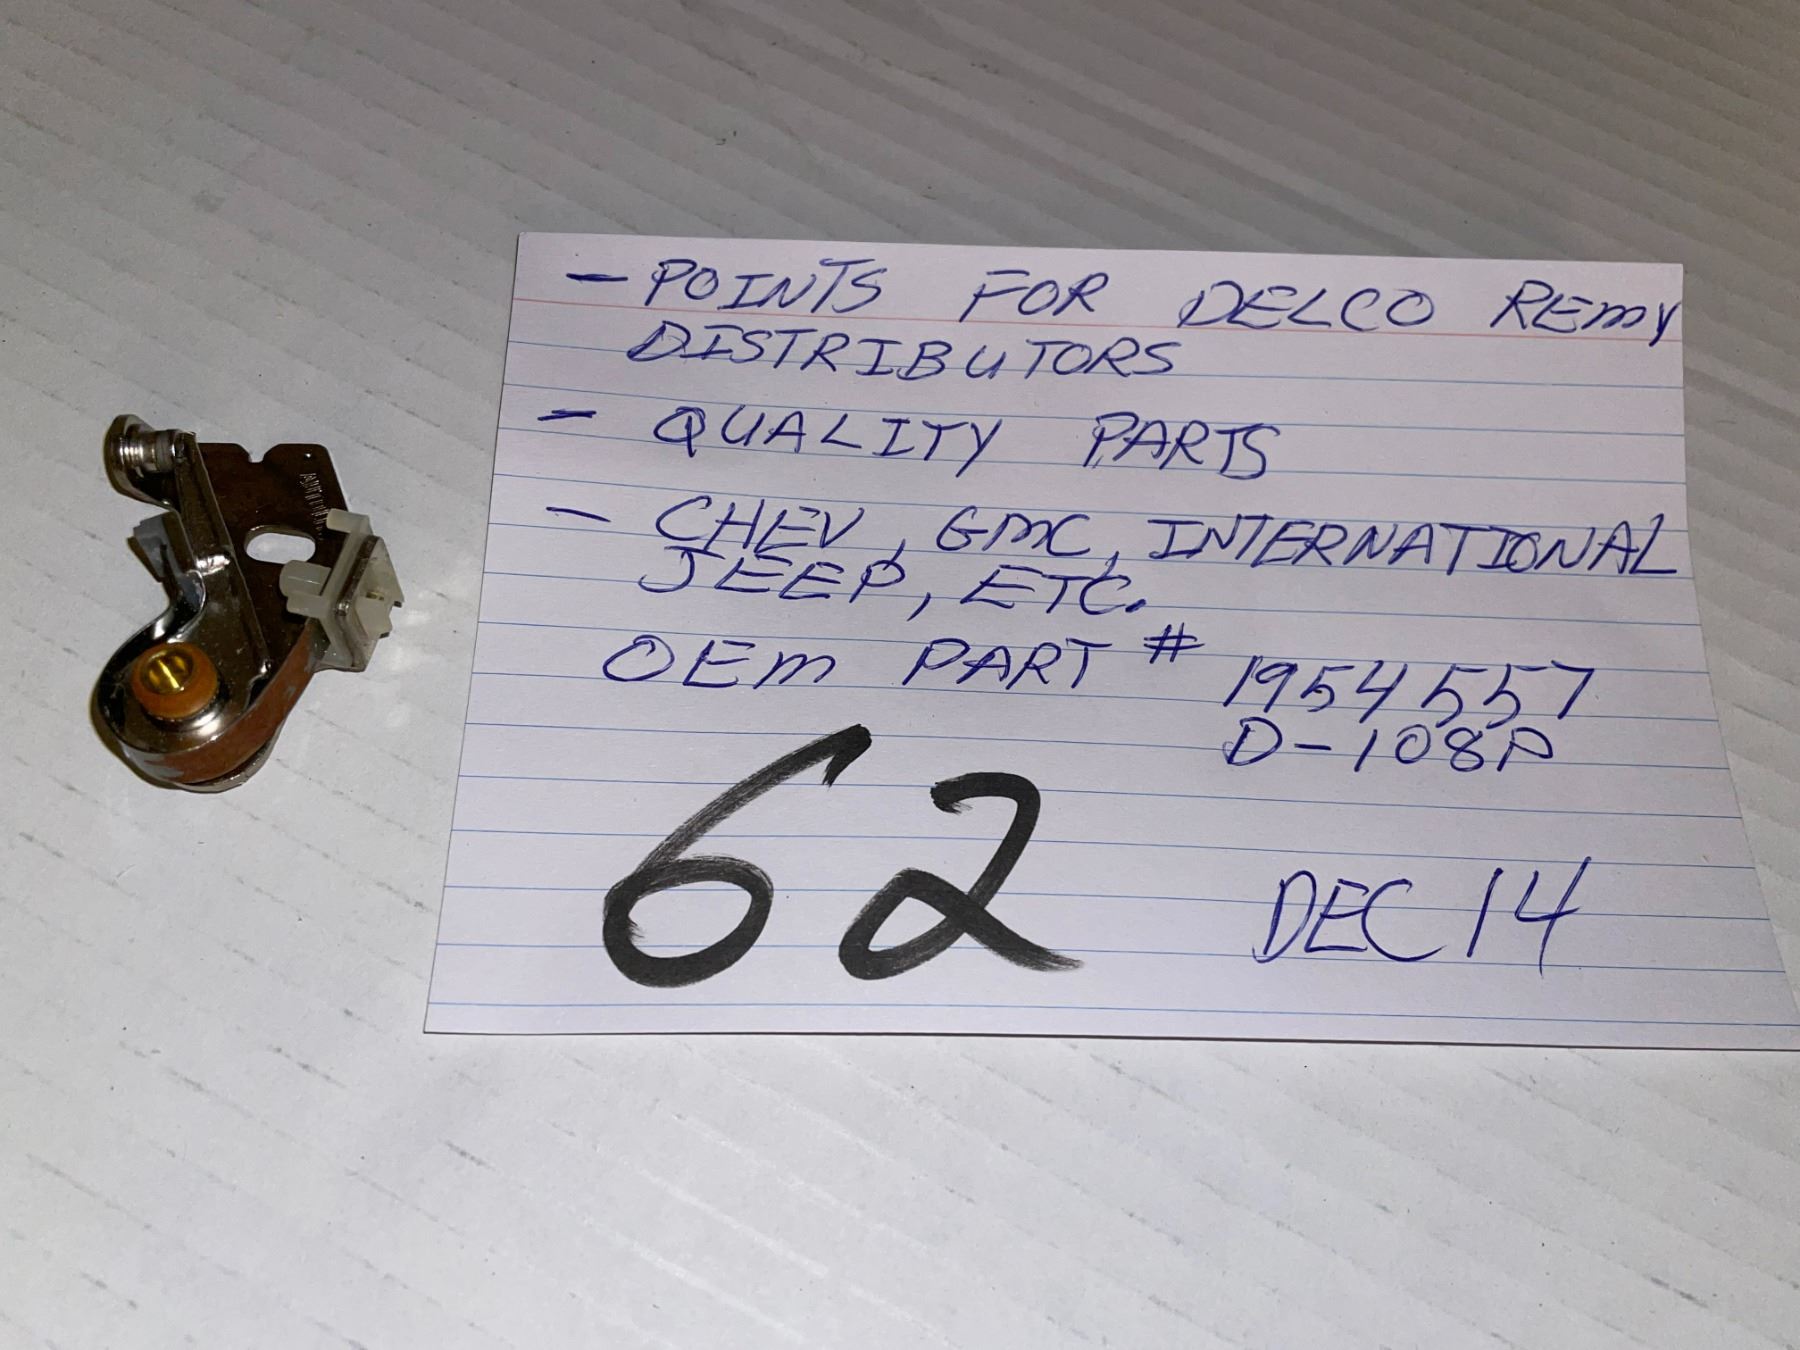 - POINTS FOR DELCO REMY
DISTRIBUTORS
- QUALITY PARTS
- CHEV, GMC, INTERNATIONAL
JEEP, ETC.
OEM PART # 1954557
D-108P
62
DEC 14